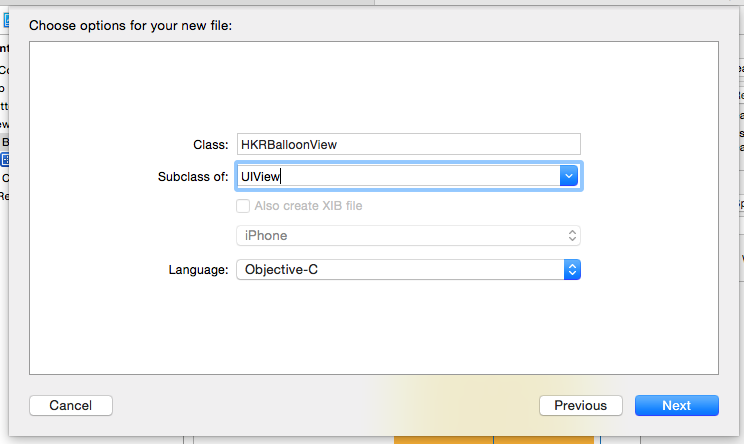 Choose options for your new file:
Class: HKRBalloonView
Subclass of: UIView
Also create XIB file
iPhone
Language: Objective-C
Cancel Previous Next